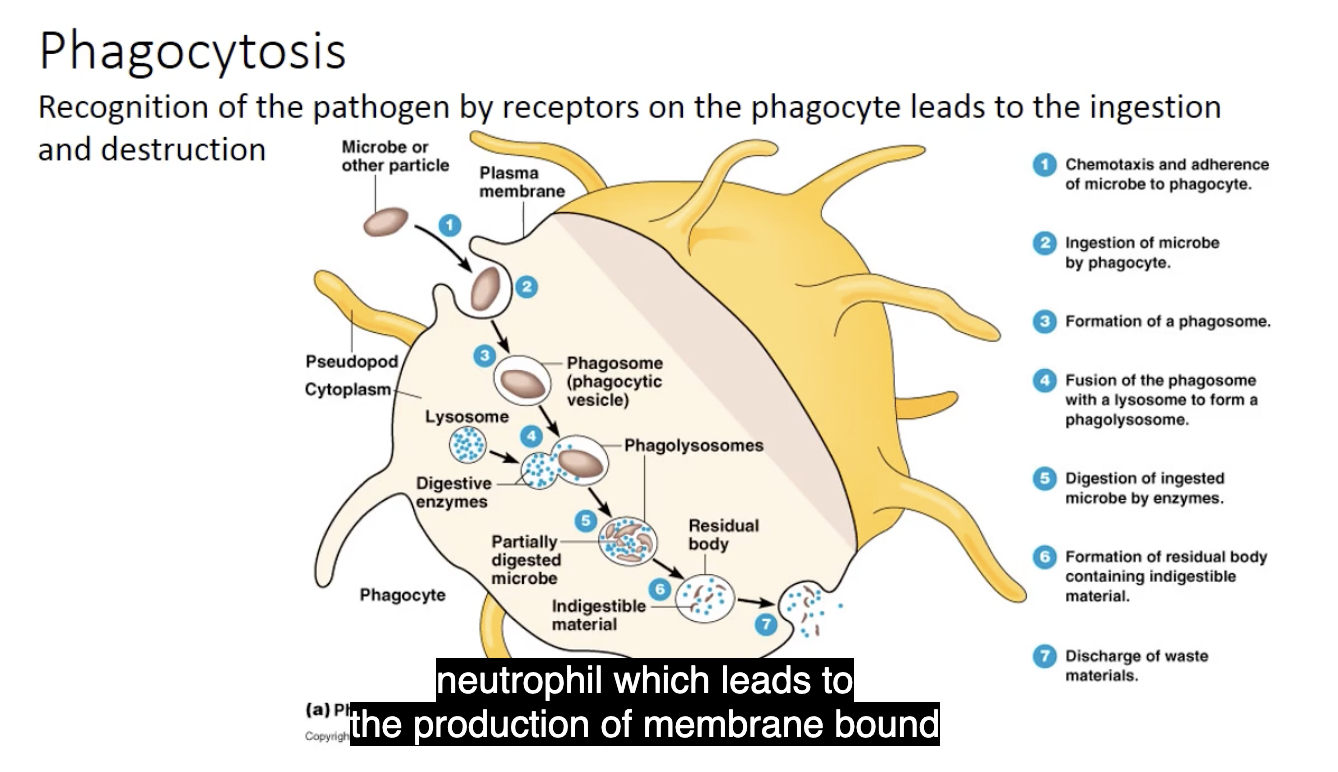 Phagocytosis
Recognition of the pathogen by receptors on the phagocyte leads to the ingestion
and destruction
Microbe or
other particle
Plasma
membrane
1
2
3
Pseudopod
Cytoplasm
Phagosome
(phagocytic
vesicle)
Lysosome
4
Phagolysosomes
Digestive
enzymes
5
Partially
digested
microbe
Residual
body
6
Indigestible
material
7
Phagocyte
1 Chemotaxis and adherence
of microbe to phagocyte.
2 Ingestion of microbe
by phagocyte.
3 Formation of a phagosome.
4 Fusion of the phagosome
with a lysosome to form a
phagolysosome.
5 Digestion of ingested
microbe by enzymes.
6 Formation of residual body
containing indigestible
material.
7 Discharge of waste
materials.
(a)
neutrophil which leads to
the production of membrane bound